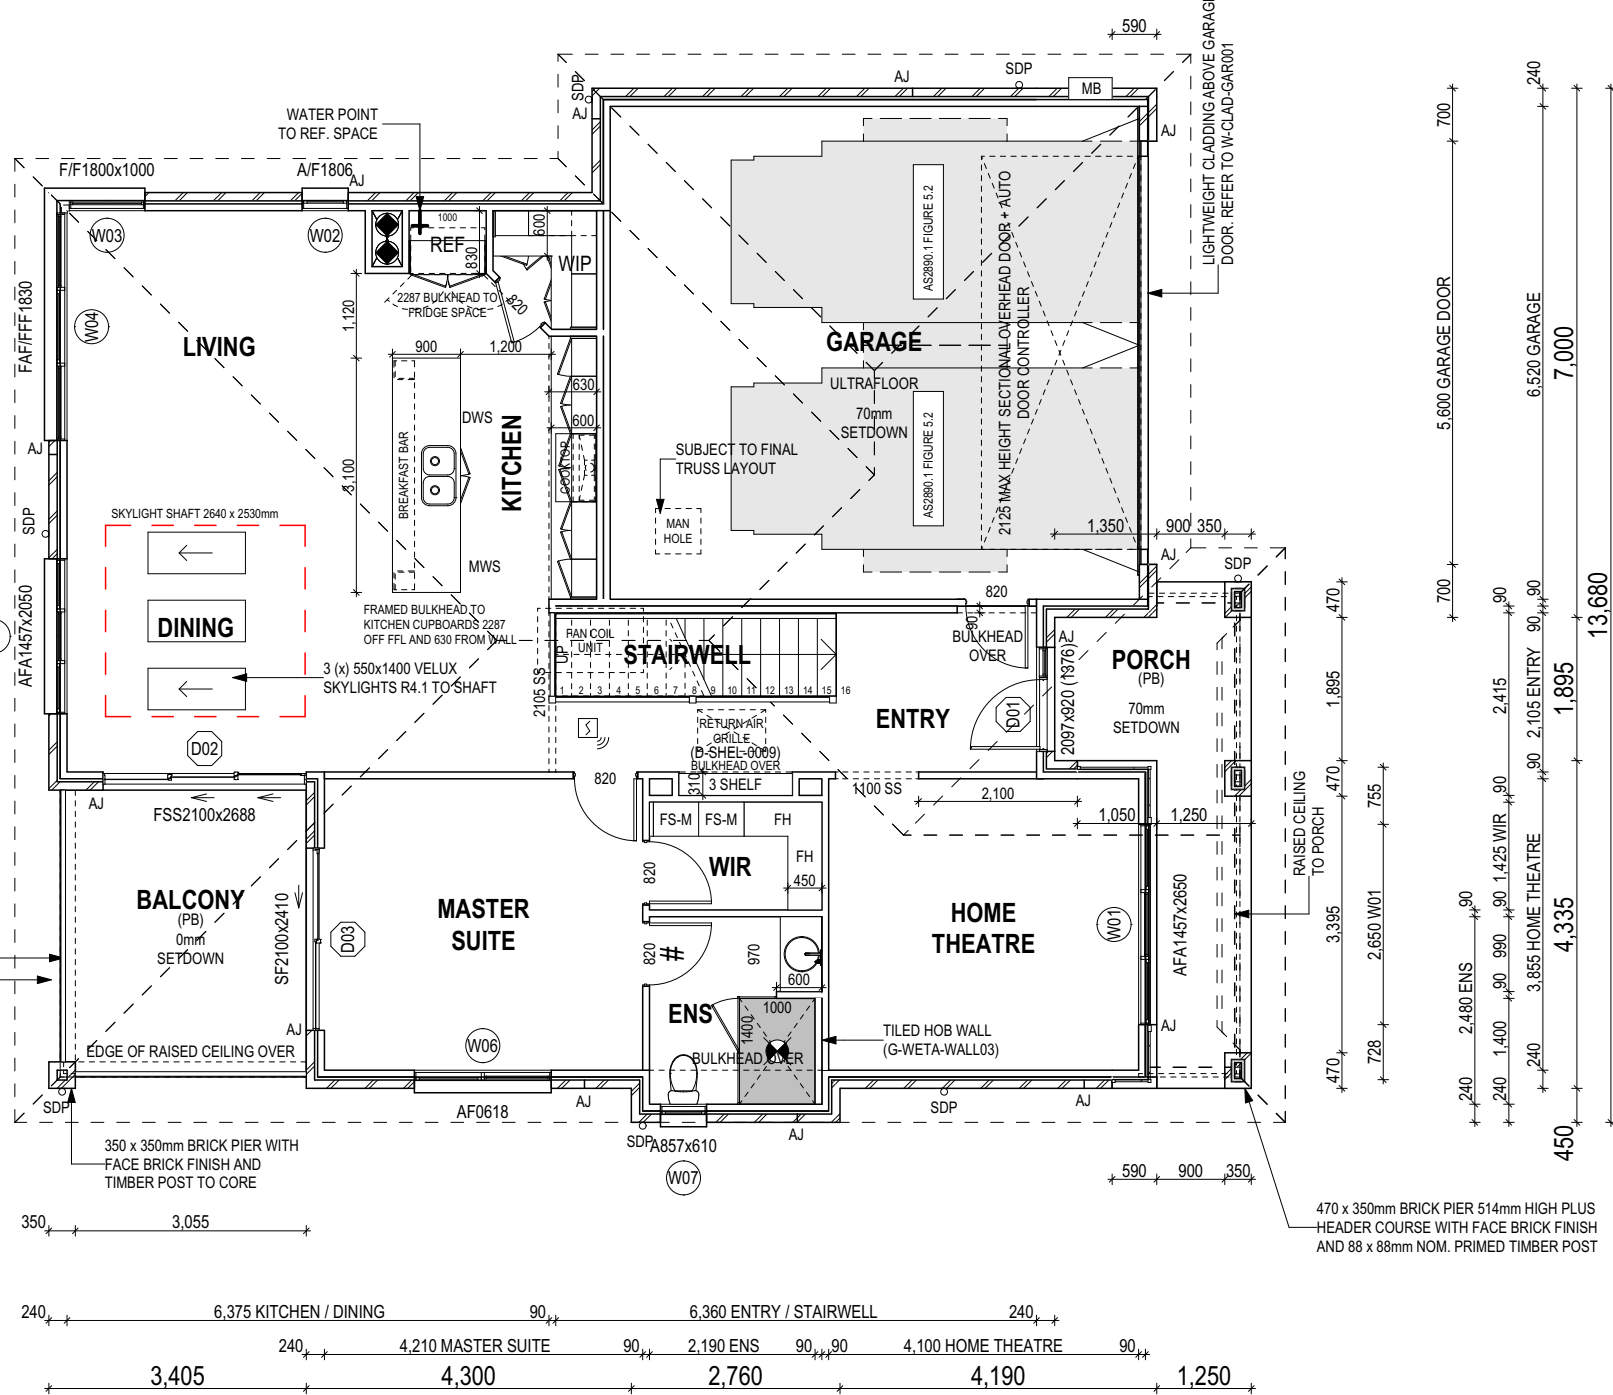 590
LIGHTWEIGHT CLADDING ABOVE GARAGE
DOOR. REFER TO W-CLAD-GAR001
SDP
AJ
AJ
SDP
MB
AJ
240
WATER POINT
TO REF. SPACE
F/F1800x1000
A/F1806
AJ
W03
W02
1000
REF
830
600
WIP
820
2287 BULKHEAD TO
FRIDGE SPACE
W04
FAF/FFF1830
LIVING
1,120
900
1,200
630
600
KITCHEN
DWS
BREAKFAST BAR
3,100
COOKTOP
MWS
AS2890.1 FIGURE 5.2
AS2890.1 FIGURE 5.2
2125 MAX HEIGHT SECTIONAL OVERHEAD DOOR + AUTO
DOOR CONTROLLER
GARAGE
ULTRAFLOOR
70mm
SETDOWN
SUBJECT TO FINAL
TRUSS LAYOUT
MAN
HOLE
700
5,600 GARAGE DOOR
700
6,520 GARAGE
7,000
13,680
AJ
SDP
SKYLIGHT SHAFT 2640 x 2530mm
DINING
AFA1457x2050
FRAMED BULKHEAD TO
KITCHEN CUPBOARDS 2287
OFF FFL AND 630 FROM WALL
3 (x) 550x1400 VELUX
SKYLIGHTS R4.1 TO SHAFT
FAN COIL
UNIT
UP
STAIRWELL
1 2 3 4 5 6 7 8 9 10 11 12 13 14 15 16
2105 SS
1,350
900
350
AJ
SDP
820
90
BULKHEAD
OVER
AJ
PORCH
(PB)
70mm
SETDOWN
2097x920 (1376)
D01
ENTRY
RETURN AIR
GRILLE
(D-SHEL-0009)
BULKHEAD OVER
310
3 SHELF
820
1100 SS
2,100
1,050
1,250
470
1,895
470
3,395
470
755
2,650 W01
728
90
2,415
90
1,425 WIR
90
990
90
1,400
240
90
2,480 ENS
240
90
90
2,105 ENTRY
90
3,855 HOME THEATRE
240
1,895
4,335
450
RAISED CEILING
TO PORCH
D02
AJ
FSS2100x2688
BALCONY
(PB)
0mm
SETDOWN
SF2100x2410
D03
AJ
EDGE OF RAISED CEILING OVER
MASTER
SUITE
W06
820
820
FS-M
FS-M
FH
FH
450
WIR
#
970
600
ENS
1000
1400
BULKHEAD OVER
HOME
THEATRE
W01
AFA1457x2650
AJ
TILED HOB WALL
(G-WETA-WALL03)
SDP
AF0618
AJ
SDP
A857x610
W07
AJ
SDP
AJ
350 x 350mm BRICK PIER WITH
FACE BRICK FINISH AND
TIMBER POST TO CORE
590
900
350
470 x 350mm BRICK PIER 514mm HIGH PLUS
HEADER COURSE WITH FACE BRICK FINISH
AND 88 x 88mm NOM. PRIMED TIMBER POST
350
3,055
240
6,375 KITCHEN / DINING
90
6,360 ENTRY / STAIRWELL
240
240
4,210 MASTER SUITE
90
2,190 ENS
90
90
4,100 HOME THEATRE
90
3,405
4,300
2,760
4,190
1,250